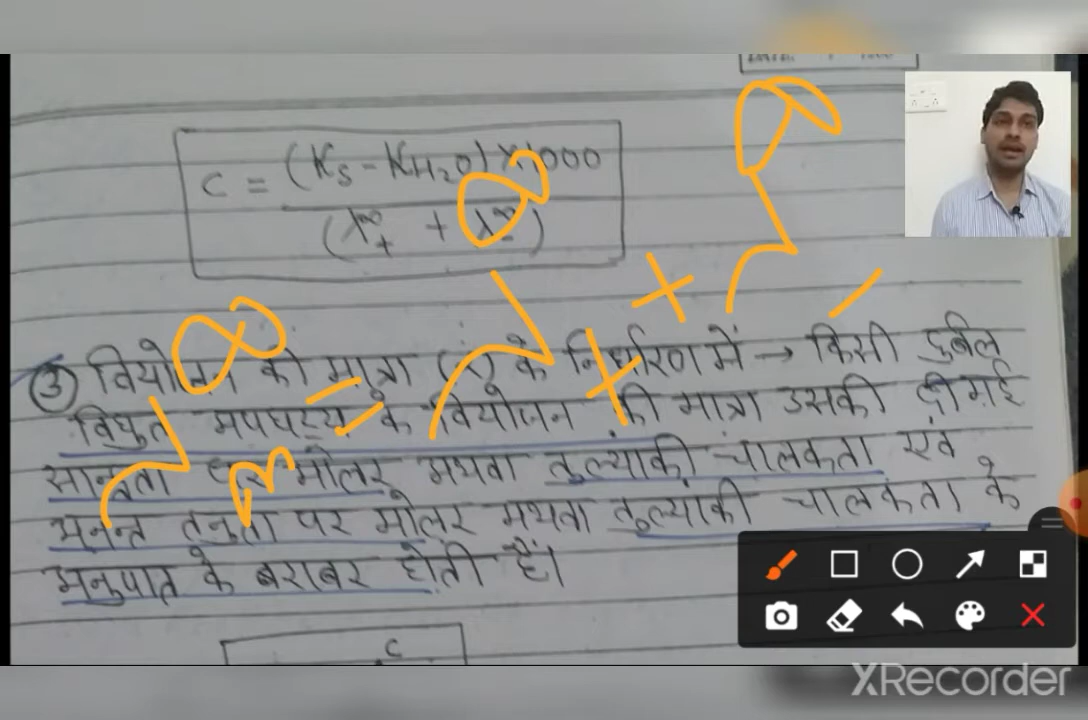 C = (Ks - KH₂O) × 1000
(λ∞+ + λ∞-)
③ वियोजन की मात्रा (α) के निर्धारण में → किसी दुर्बल
विधुत अपघट्य के वियोजन की मात्रा उसकी दी गई
सान्द्रता पर मोलर अथवा तुल्यांकी चालकता एवं
अनन्त तनुता पर मोलर अथवा तुल्यांकी चालकता के
अनुपात के बराबर होती हैं।
c
λ∞m = λ∞+ + λ∞-
XRecorder